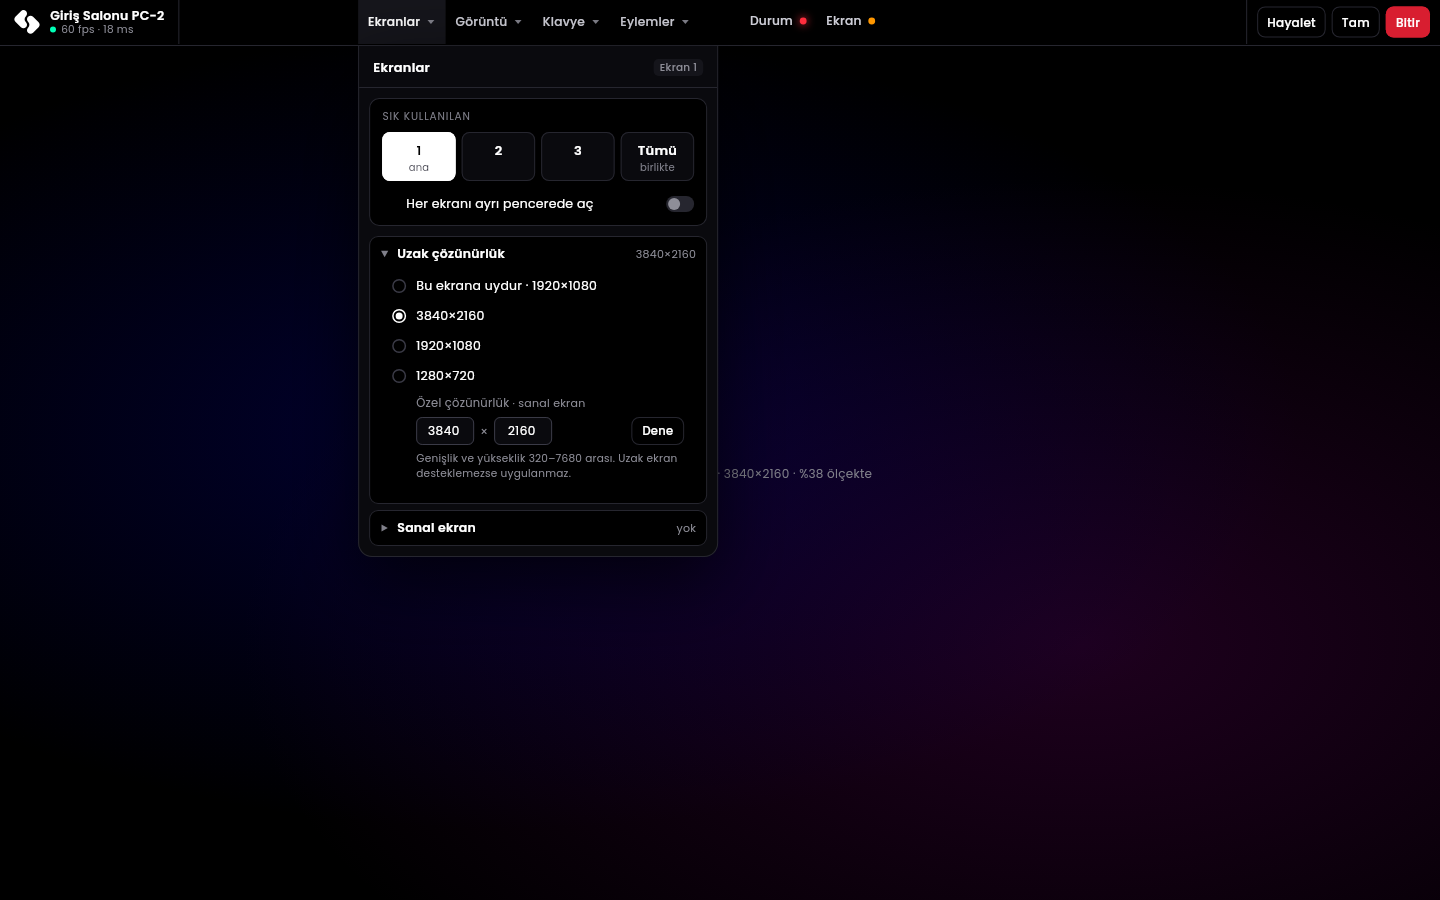 Giriş Salonu PC-2
60 fps · 18 ms
Ekranlar
Görüntü
Klavye
Eylemler
Durum
Ekran
Hayalet
Tam
Bitir
Ekranlar
Ekran 1
SIK KULLANILAN
1
ana
2
3
Tümü
birlikte
Her ekranı ayrı pencerede aç
Uzak çözünürlük
3840×2160
Bu ekrana uydur · 1920×1080
3840×2160
1920×1080
1280×720
Özel çözünürlük · sanal ekran
3840 × 2160
Dene
Genişlik ve yükseklik 320–7680 arası. Uzak ekran
desteklemezse uygulanmaz.
· 3840×2160 · %38 ölçekte
Sanal ekran
yok